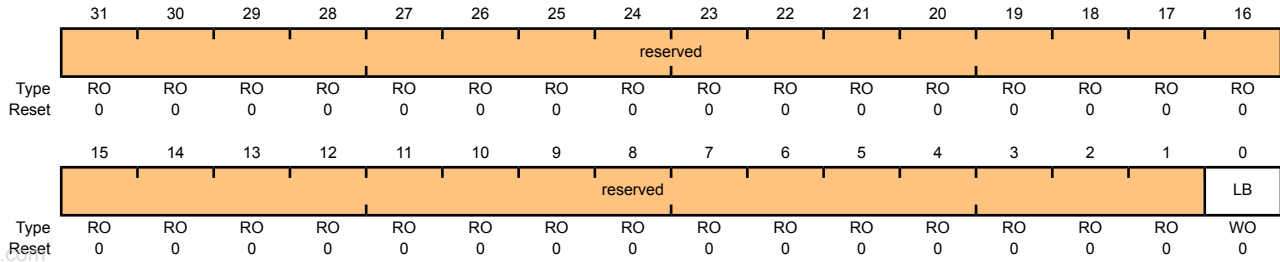 31 30 29 28 27 26 25 24 23 22 21 20 19 18 17 16
reserved
Type RO RO RO RO RO RO RO RO RO RO RO RO RO RO RO RO
Reset 0 0 0 0 0 0 0 0 0 0 0 0 0 0 0 0
15 14 13 12 11 10 9 8 7 6 5 4 3 2 1 0
reserved LB
Type RO RO RO RO RO RO RO RO RO RO RO RO RO RO RO WO
Reset 0 0 0 0 0 0 0 0 0 0 0 0 0 0 0 0
.com